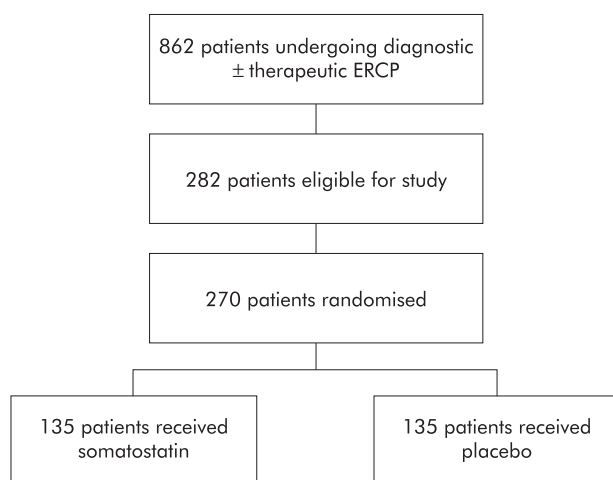 862 patients undergoing diagnostic
± therapeutic ERCP
282 patients eligible for study
270 patients randomised
135 patients received
somatostatin
135 patients received
placebo